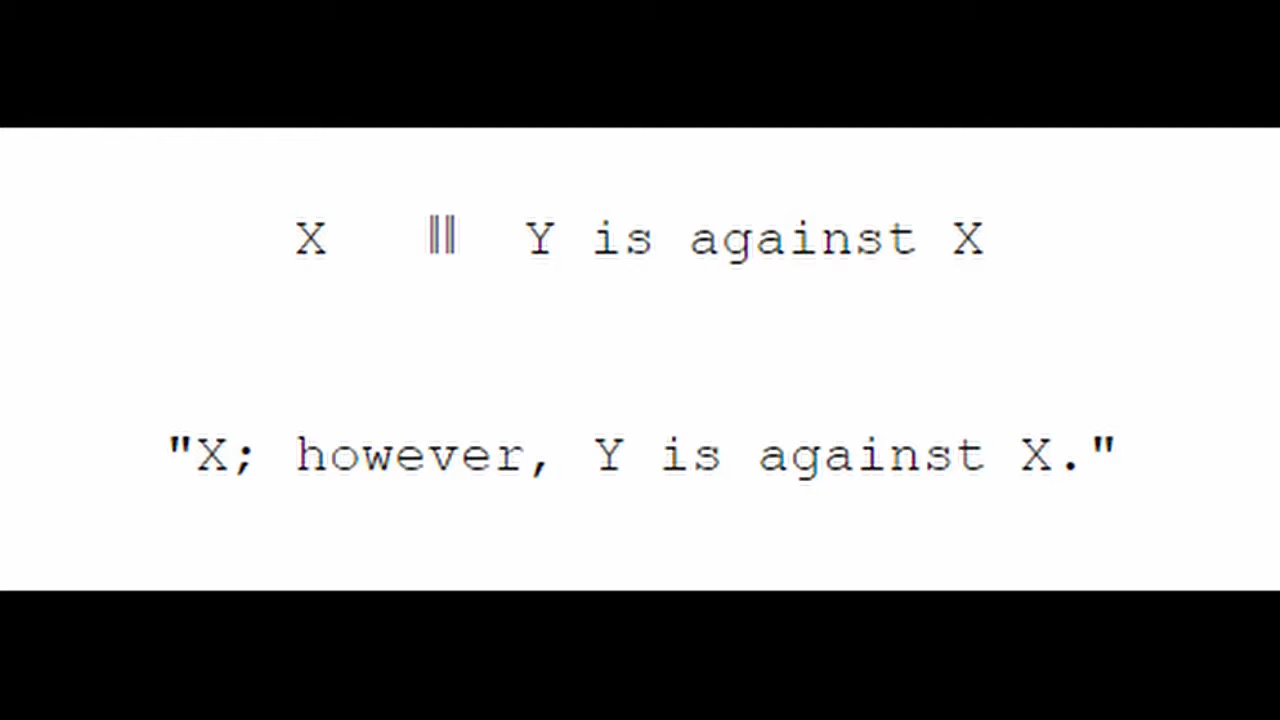 X ‖ Y is against X
"X; however, Y is against X."